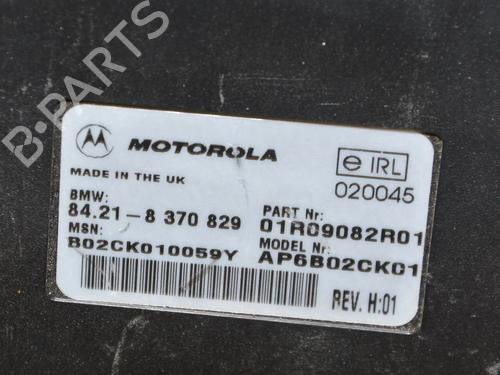 B-PARTS
MOTOROLA
e IRL
020045
MADE IN THE UK
BMW:
84.21-8 370 829
PART Nr:
01R09082R01
MSN:
B02CK010059Y
MODEL Nr:
AP6B02CK01
REV. H:01